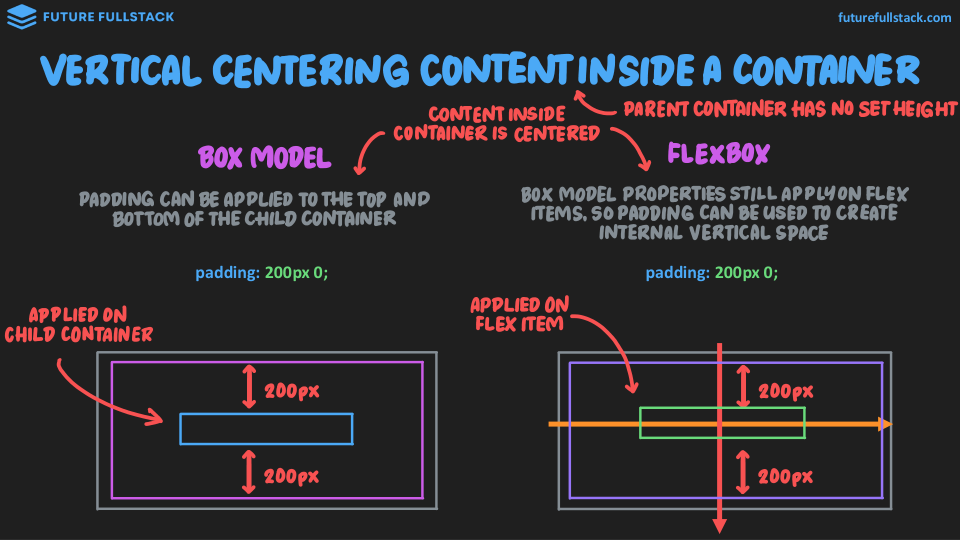 FUTURE FULLSTACK
futurefullstack.com
VERTICAL CENTERING CONTENT INSIDE A CONTAINER
CONTENT INSIDE
CONTAINER IS CENTERED
PARENT CONTAINER HAS NO SET HEIGHT
BOX MODEL
PADDING CAN BE APPLIED TO THE TOP AND
BOTTOM OF THE CHILD CONTAINER
padding: 200px 0;
APPLIED ON
CHILD CONTAINER
200px
200px
FLEXBOX
BOX MODEL PROPERTIES STILL APPLY ON FLEX
ITEMS, SO PADDING CAN BE USED TO CREATE
INTERNAL VERTICAL SPACE
padding: 200px 0;
APPLIED ON
FLEX ITEM
200px
200px